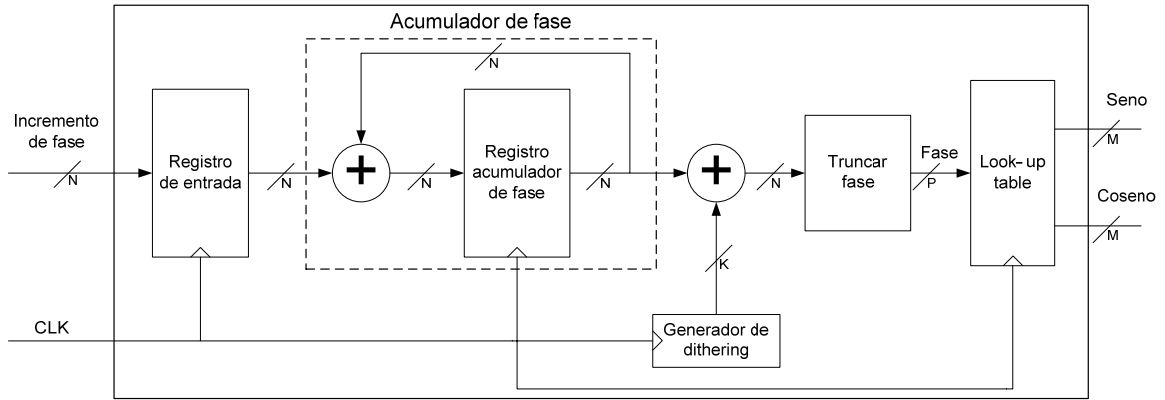 Acumulador de fase
N
Incremento
de fase
N
Registro
de entrada
N
+
N
Registro
acumulador
de fase
N
+
N
Truncar
fase
Fase
P
Look-up
table
Seno
M
Coseno
M
K
CLK
Generador de
dithering